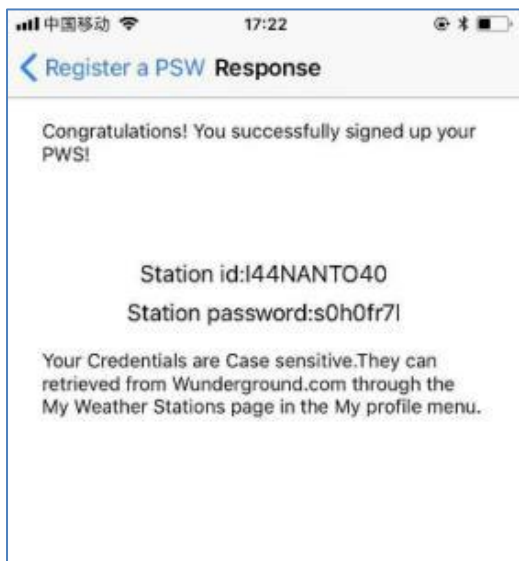 中国移动 17:22
Register a PSW Response
Congratulations! You successfully signed up your
PWS!
Station id:I44NANTO40
Station password:s0h0fr7l
Your Credentials are Case sensitive.They can
retrieved from Wunderground.com through the
My Weather Stations page in the My profile menu.